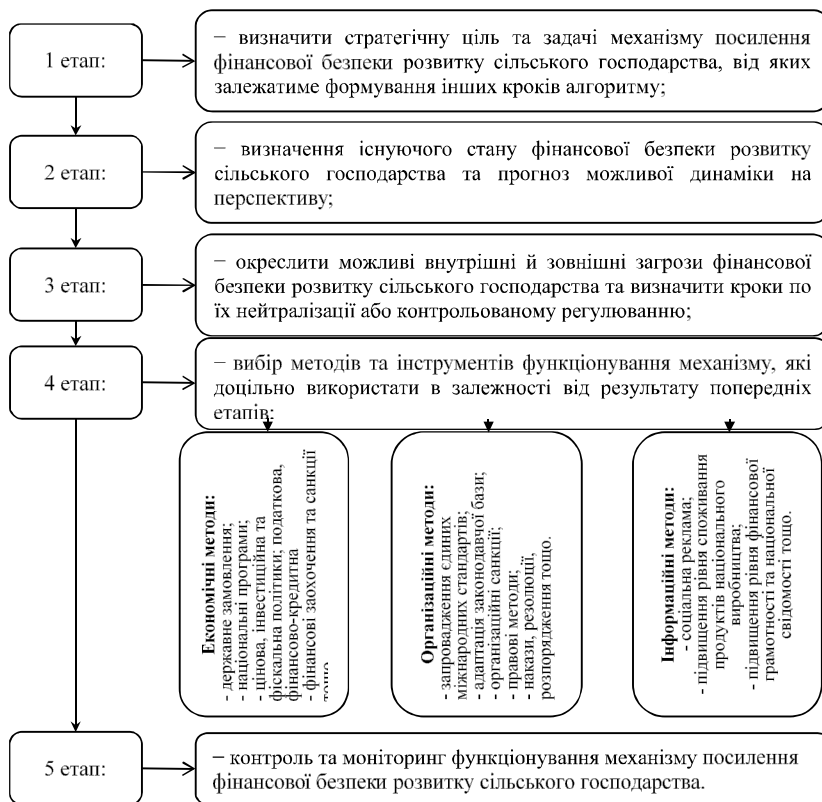 1 етап:
− визначити стратегічну ціль та задачі механізму посилення
фінансової безпеки розвитку сільського господарства, від яких
залежатиме формування інших кроків алгоритму;
2 етап:
− визначення існуючого стану фінансової безпеки розвитку
сільського господарства та прогноз можливої динаміки на
перспективу;
3 етап:
− окреслити можливі внутрішні й зовнішні загрози фінансової
безпеки розвитку сільського господарства та визначити кроки по
їх нейтралізації або контрольованому регулюванню;
4 етап:
− вибір методів та інструментів функціонування механізму, які
доцільно використати в залежності від результату попередніх
етапів:
Економічні методи:
- державне замовлення;
- національні програми;
- цінова, інвестиційна та
фіскальна політики; податкова,
фінансово-кредитна
- фінансові заохочення та санкції
тощо
Організаційні методи:
- запровадження єдиних
міжнародних стандартів;
- адаптація законодавчої бази;
- організаційні санкції;
- правові методи;
- накази, резолюції,
розпорядження тощо.
Інформаційні методи:
- соціальна реклама;
- підвищення рівня споживання
продуктів національного
виробництва;
- підвищення рівня фінансової
грамотності та національної
свідомості тощо.
5 етап:
− контроль та моніторинг функціонування механізму посилення
фінансової безпеки розвитку сільського господарства.